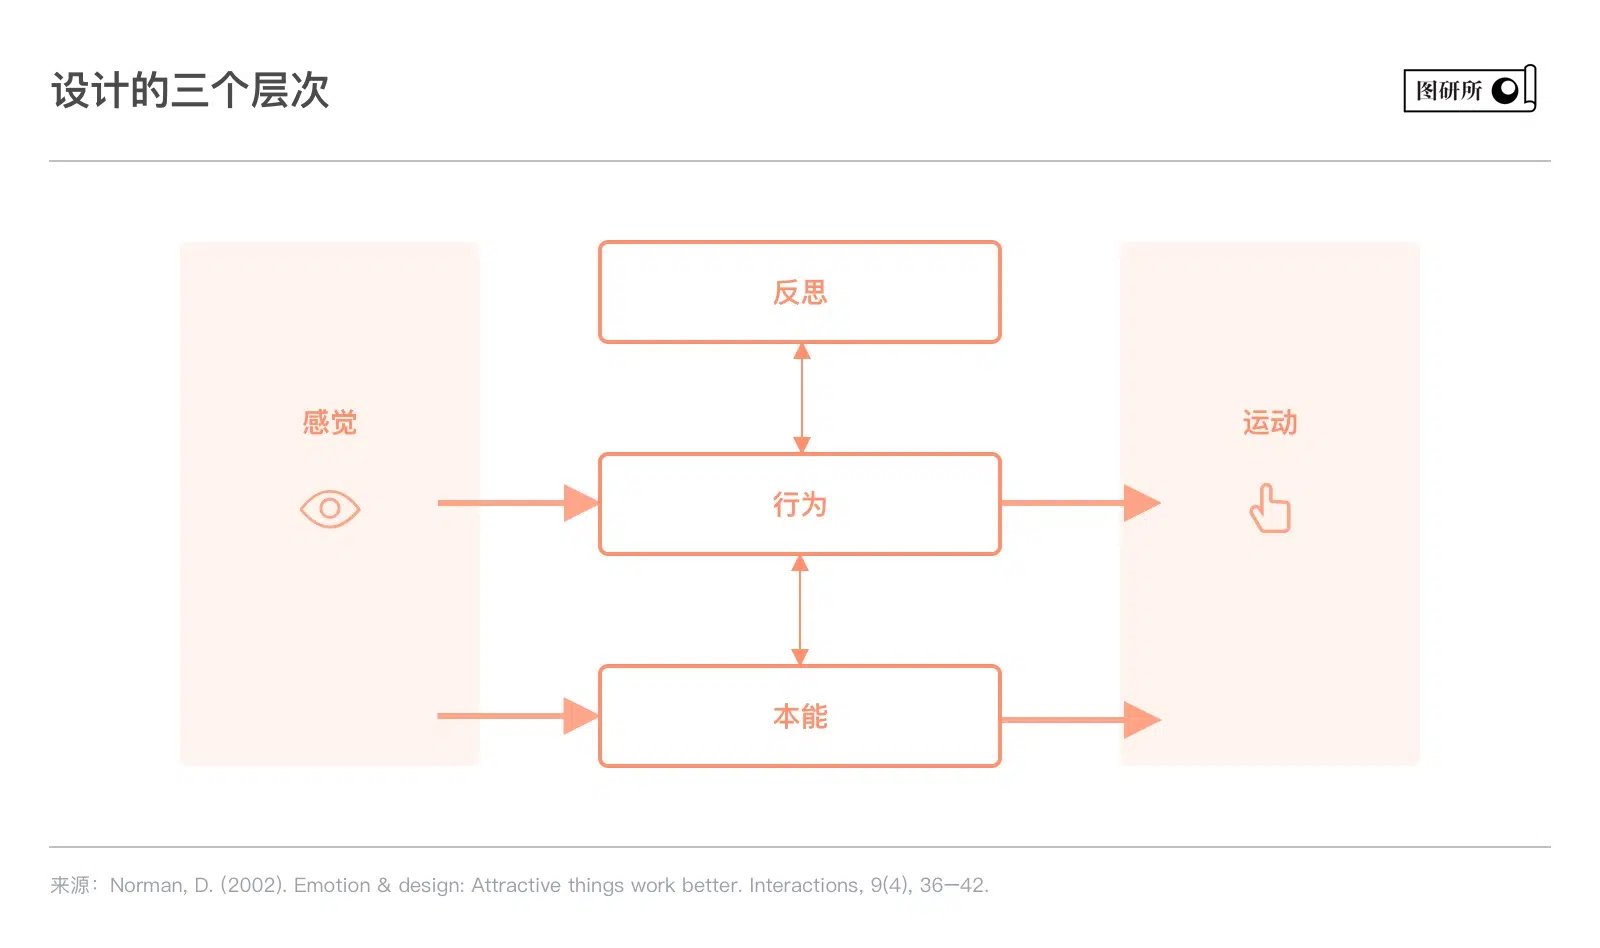 设计的三个层次
图研所
反思
感觉
运动
行为
本能
来源：Norman, D. (2002). Emotion & design: Attractive things work better. Interactions, 9(4), 36—42.